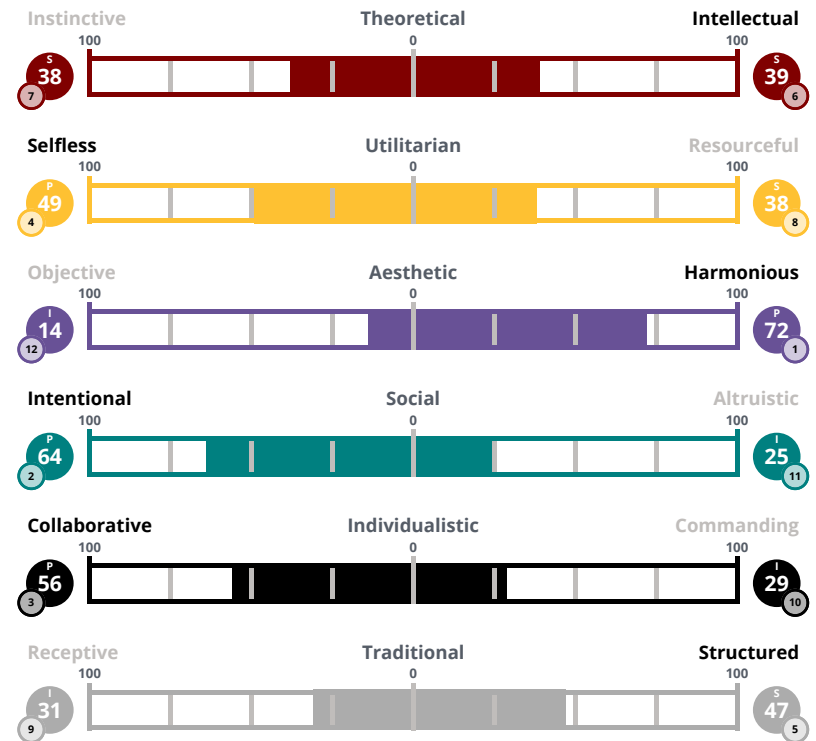 Instinctive Theoretical Intellectual
100 0 100
S 38 7 S 39 6
Selfless Utilitarian Resourceful
100 0 100
P 49 4 S 38 8
Objective Aesthetic Harmonious
100 0 100
I 14 12 P 72 1
Intentional Social Altruistic
100 0 100
P 64 2 I 25 11
Collaborative Individualistic Commanding
100 0 100
P 56 3 I 29 10
Receptive Traditional Structured
100 0 100
I 31 9 S 47 5